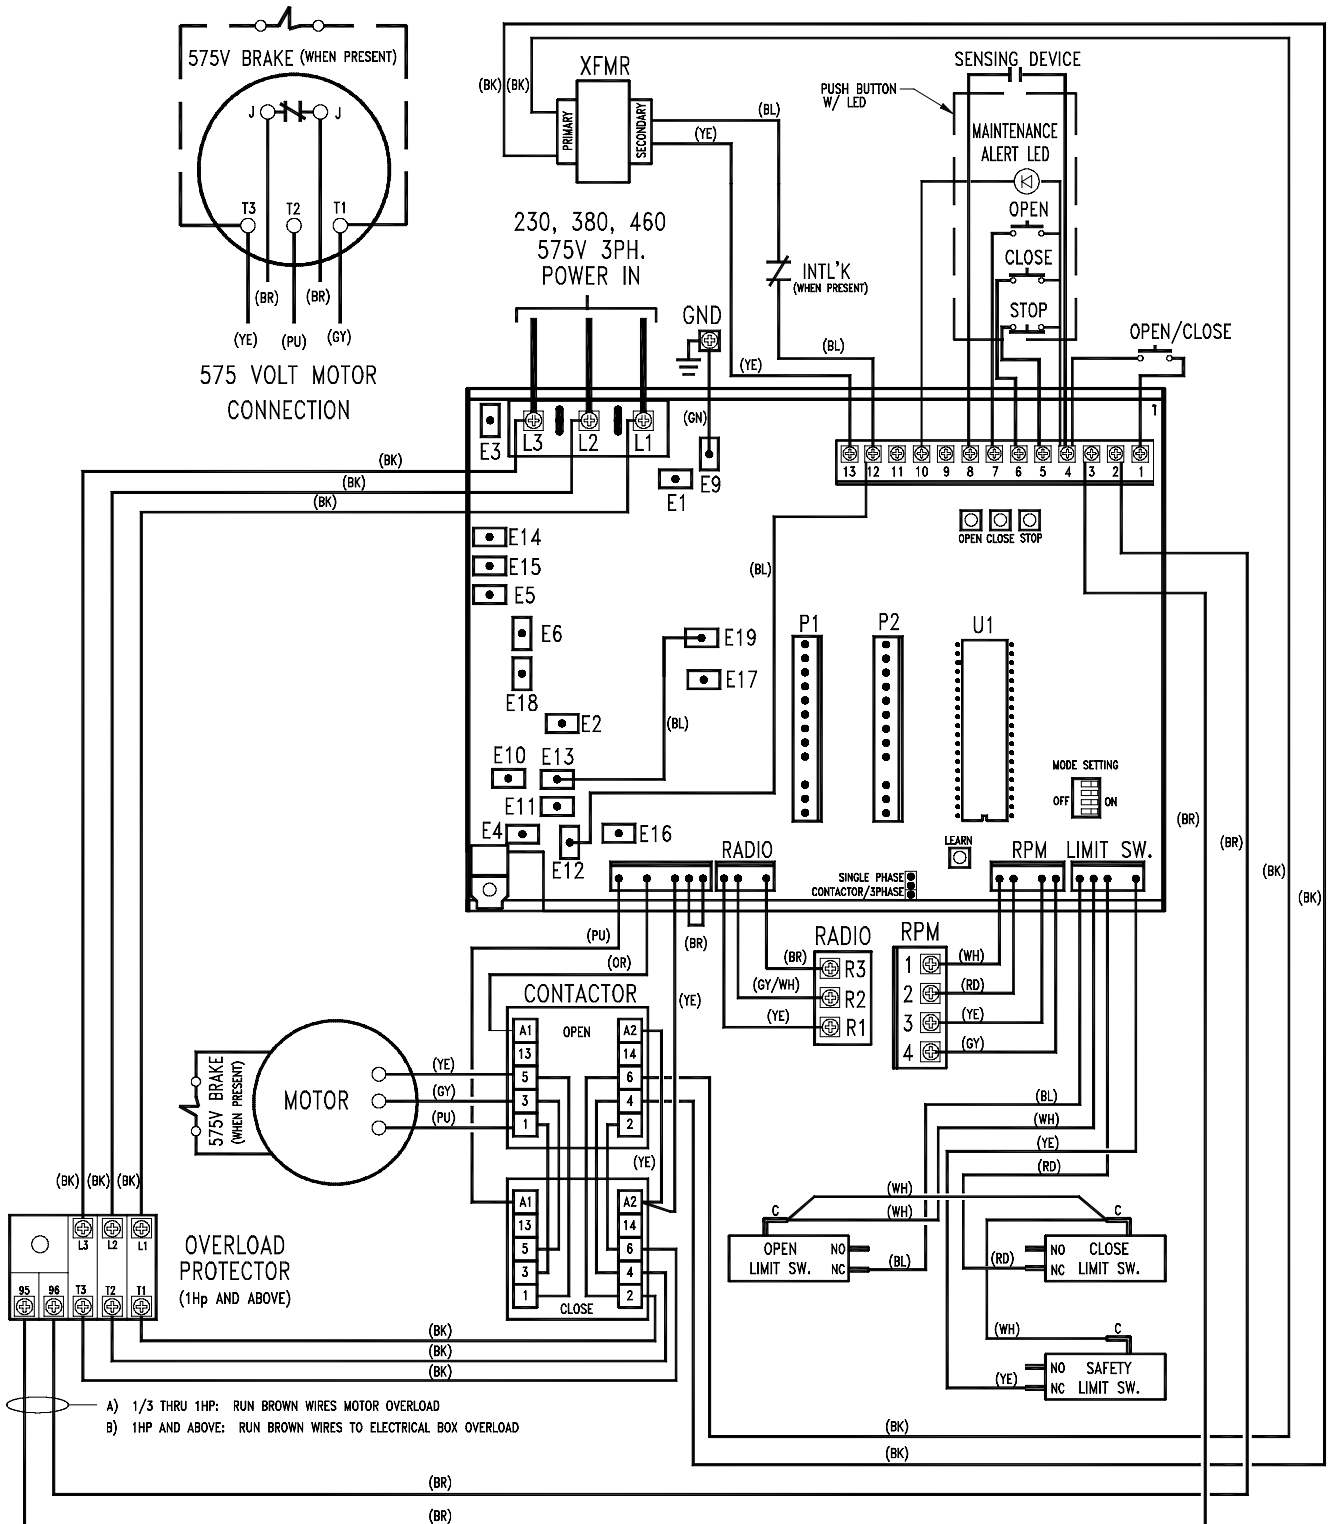 575V BRAKE (WHEN PRESENT)
J
J
T3
T2
T1
(BR)
(BR)
(YE)
(PU)
(GY)
575 VOLT MOTOR
CONNECTION
(BK)
(BK)
XFMR
PRIMARY
SECONDARY
(BL)
(YE)
230, 380, 460
575V 3PH.
POWER IN
INTL'K
(WHEN PRESENT)
GND
(YE)
(BL)
(GN)
SENSING DEVICE
PUSH BUTTON
W/ LED
MAINTENANCE
ALERT LED
OPEN
CLOSE
STOP
OPEN/CLOSE
1
E3
L3
L2
L1
E9
E1
13
12
11
10
9
8
7
6
5
4
3
2
1
(BK)
(BK)
(BK)
OPEN CLOSE STOP
E14
E15
E5
E6
E18
E19
E17
E2
(BL)
(BL)
E10
E13
E11
E4
E12
E16
P1
P2
U1
MODE SETTING
OFF
ON
LEARN
RADIO
RPM
LIMIT SW.
SINGLE PHASE
CONTACTOR/3PHASE
(BR)
(BR)
(BK)
(BK)
(PU)
(BR)
(OR)
(YE)
RADIO
(BR)
R3
(GY/WH)
R2
(YE)
R1
RPM
1
(WH)
2
(RD)
3
(YE)
4
(GY)
CONTACTOR
OPEN
A1
A2
13
14
5
6
3
4
1
2
(YE)
(GY)
(PU)
(YE)
A1
A2
13
14
5
6
3
4
1
2
CLOSE
MOTOR
575V BRAKE
(WHEN PRESENT)
(BL)
(WH)
(YE)
(RD)
(WH)
(WH)
C
OPEN
LIMIT SW.
NO
NC
(BL)
C
(RD)
NO
NC
CLOSE
LIMIT SW.
(WH)
C
(YE)
NO
NC
SAFETY
LIMIT SW.
(BK)
(BK)
(BK)
L3
L2
L1
95
96
T3
T2
T1
OVERLOAD
PROTECTOR
(1Hp AND ABOVE)
(BK)
(BK)
(BK)
A) 1/3 THRU 1HP: RUN BROWN WIRES MOTOR OVERLOAD
B) 1HP AND ABOVE: RUN BROWN WIRES TO ELECTRICAL BOX OVERLOAD
(BK)
(BK)
(BR)
(BR)